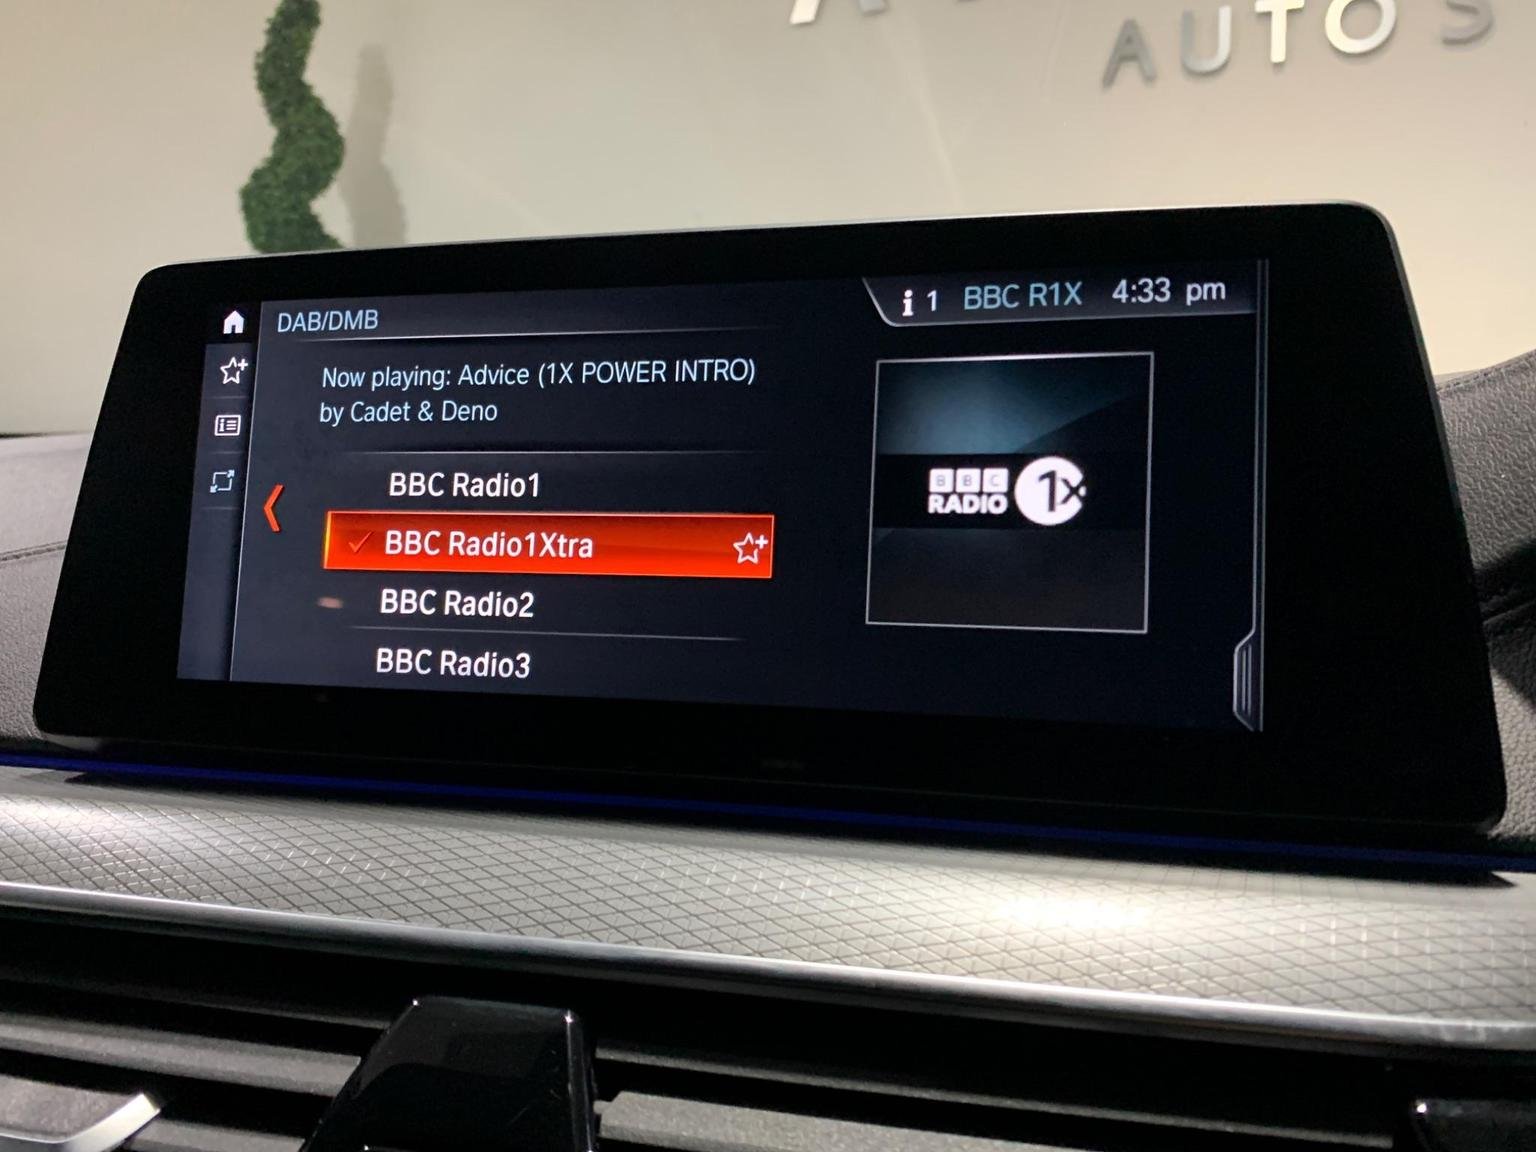 AUTOS
DAB/DMB
1 BBC R1X 4:33 pm
Now playing: Advice (1X POWER INTRO)
by Cadet & Deno
BBC Radio1
BBC Radio1Xtra
BBC Radio2
BBC Radio3
BBC
RADIO 1X